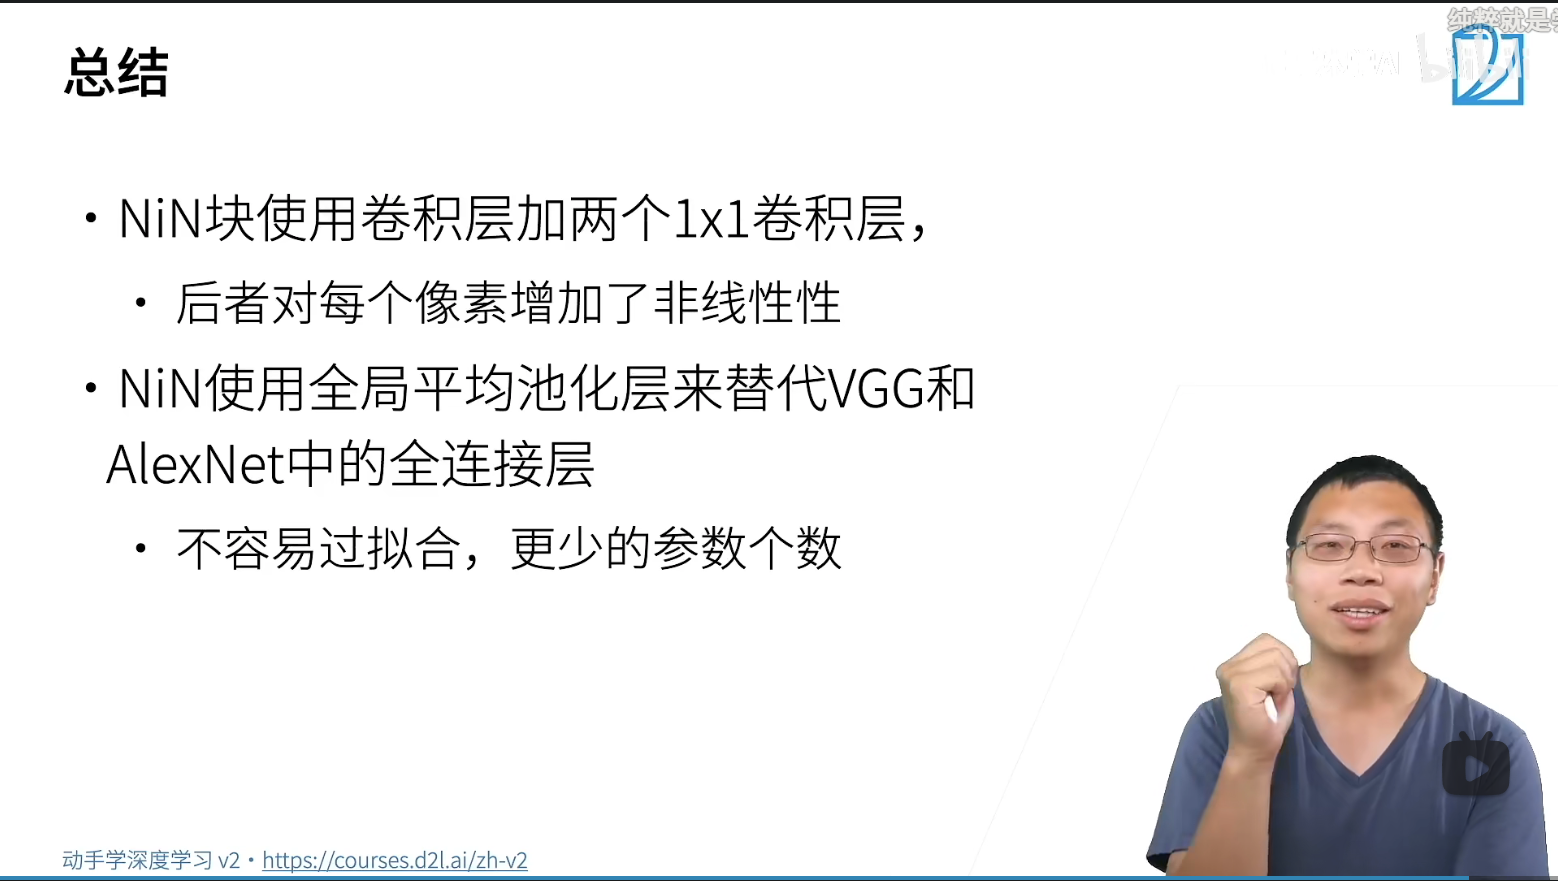 纯粹就是
总结
• NiN块使用卷积层加两个1x1卷积层，
• 后者对每个像素增加了非线性性
• NiN使用全局平均池化层来替代VGG和
AlexNet中的全连接层
• 不容易过拟合，更少的参数个数
动手学深度学习 v2 • https://courses.d2l.ai/zh-v2